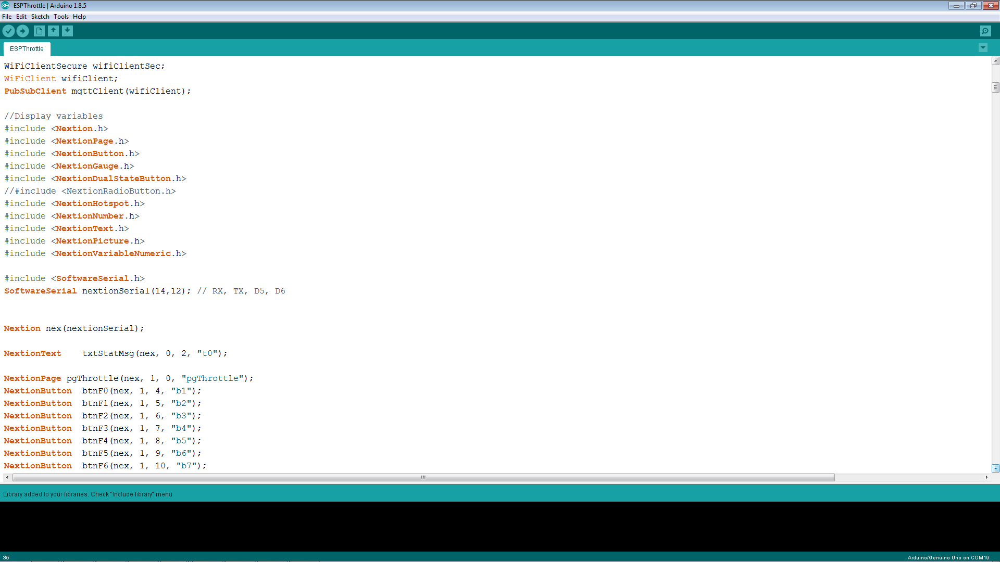 ESPThrottle | Arduino 1.8.5
File Edit Sketch Tools Help
ESPThrottle
WiFiClientSecure wifiClientSec;
WiFiClient wifiClient;
PubSubClient mqttClient(wifiClient);
//Display variables
#include <Nextion.h>
#include <NextionPage.h>
#include <NextionButton.h>
#include <NextionGauge.h>
#include <NextionDualStateButton.h>
//#include <NextionRadioButton.h>
#include <NextionHotspot.h>
#include <NextionNumber.h>
#include <NextionText.h>
#include <NextionPicture.h>
#include <NextionVariableNumeric.h>
#include <SoftwareSerial.h>
SoftwareSerial nextionSerial(14,12); // RX, TX, D5, D6
Nextion nex(nextionSerial);
NextionText    txtStatMsg(nex, 0, 2, "t0");
NextionPage pgThrottle(nex, 1, 0, "pgThrottle");
NextionButton  btnF0(nex, 1, 4, "b1");
NextionButton  btnF1(nex, 1, 5, "b2");
NextionButton  btnF2(nex, 1, 6, "b3");
NextionButton  btnF3(nex, 1, 7, "b4");
NextionButton  btnF4(nex, 1, 8, "b5");
NextionButton  btnF5(nex, 1, 9, "b6");
NextionButton  btnF6(nex, 1, 10, "b7");
Library added to your libraries. Check "Include library" menu
35
Arduino/Genuino Uno on COM19